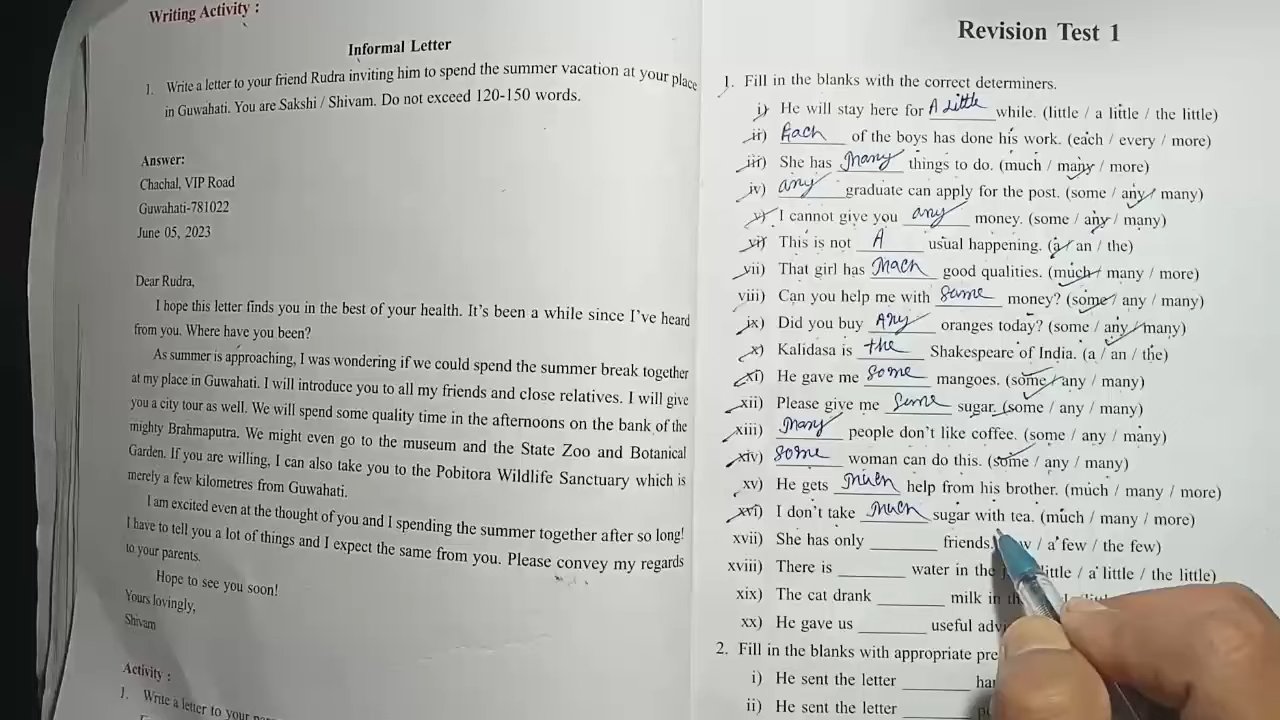 Writing Activity :
Informal Letter
1. Write a letter to your friend Rudra inviting him to spend the summer vacation at your place
in Guwahati. You are Sakshi / Shivam. Do not exceed 120-150 words.
Answer:
Chachal, VIP Road
Guwahati-781022
June 05, 2023
Dear Rudra,
I hope this letter finds you in the best of your health. It's been a while since I've heard
from you. Where have you been?
As summer is approaching, I was wondering if we could spend the summer break together
at my place in Guwahati. I will introduce you to all my friends and close relatives. I will give
you a city tour as well. We will spend some quality time in the afternoons on the bank of the
mighty Brahmaputra. We might even go to the museum and the State Zoo and Botanical
Garden. If you are willing, I can also take you to the Pobitora Wildlife Sanctuary which is
merely a few kilometres from Guwahati.
I am excited even at the thought of you and I spending the summer together after so long!
I have to tell you a lot of things and I expect the same from you. Please convey my regards
to your parents.
Hope to see you soon!
Yours lovingly,
Shivam
Activity :
1. Write a letter to your
Revision Test 1
1. Fill in the blanks with the correct determiners.
i) He will stay here for A little while. (little / a little / the little)
ii) Each of the boys has done his work. (each / every / more)
iii) She has many things to do. (much / many / more)
iv) any graduate can apply for the post. (some / any / many)
v) I cannot give you any money. (some / any / many)
vi) This is not A usual happening. (a / an / the)
vii) That girl has Mach good qualities. (much / many / more)
viii) Can you help me with some money? (some / any / many)
ix) Did you buy Any oranges today? (some / any / many)
x) Kalidasa is the Shakespeare of India. (a / an / the)
xi) He gave me some mangoes. (some / any / many)
xii) Please give me some sugar. (some / any / many)
xiii) Many people don't like coffee. (some / any / many)
xiv) some woman can do this. (some / any / many)
xv) He gets much help from his brother. (much / many / more)
xvi) I don't take much sugar with tea. (much / many / more)
xvii) She has only ______ friends. / a few / the few)
xviii) There is ______ water in the little / a little / the little)
xix) The cat drank ______ milk in
xx) He gave us ______ useful
2. Fill in the blanks with appropriate
i) He sent the letter ______
ii) He sent the letter ______